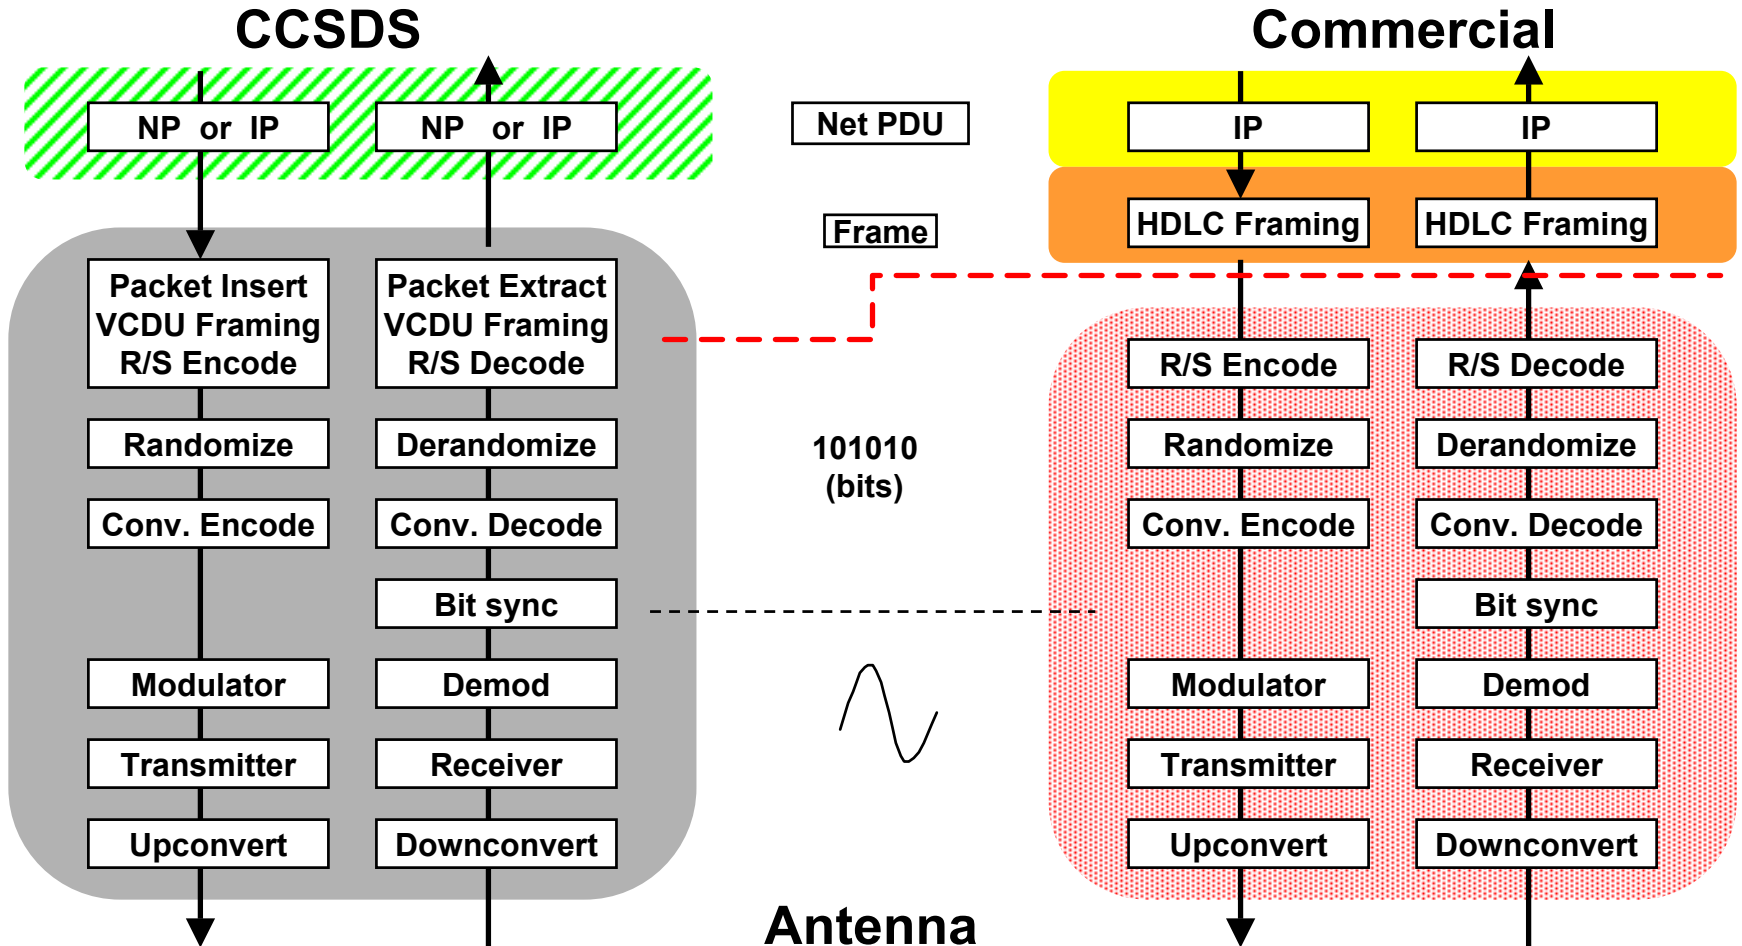 CCSDS
Commercial
NP or IP
NP or IP
Net PDU
IP
IP
Frame
HDLC Framing
HDLC Framing
Packet Insert
VCDU Framing
R/S Encode
Packet Extract
VCDU Framing
R/S Decode
R/S Encode
R/S Decode
Randomize
Derandomize
101010
(bits)
Randomize
Derandomize
Conv. Encode
Conv. Decode
Conv. Encode
Conv. Decode
Bit sync
Bit sync
Modulator
Demod
Modulator
Demod
Transmitter
Receiver
Transmitter
Receiver
Upconvert
Downconvert
Upconvert
Downconvert
Antenna